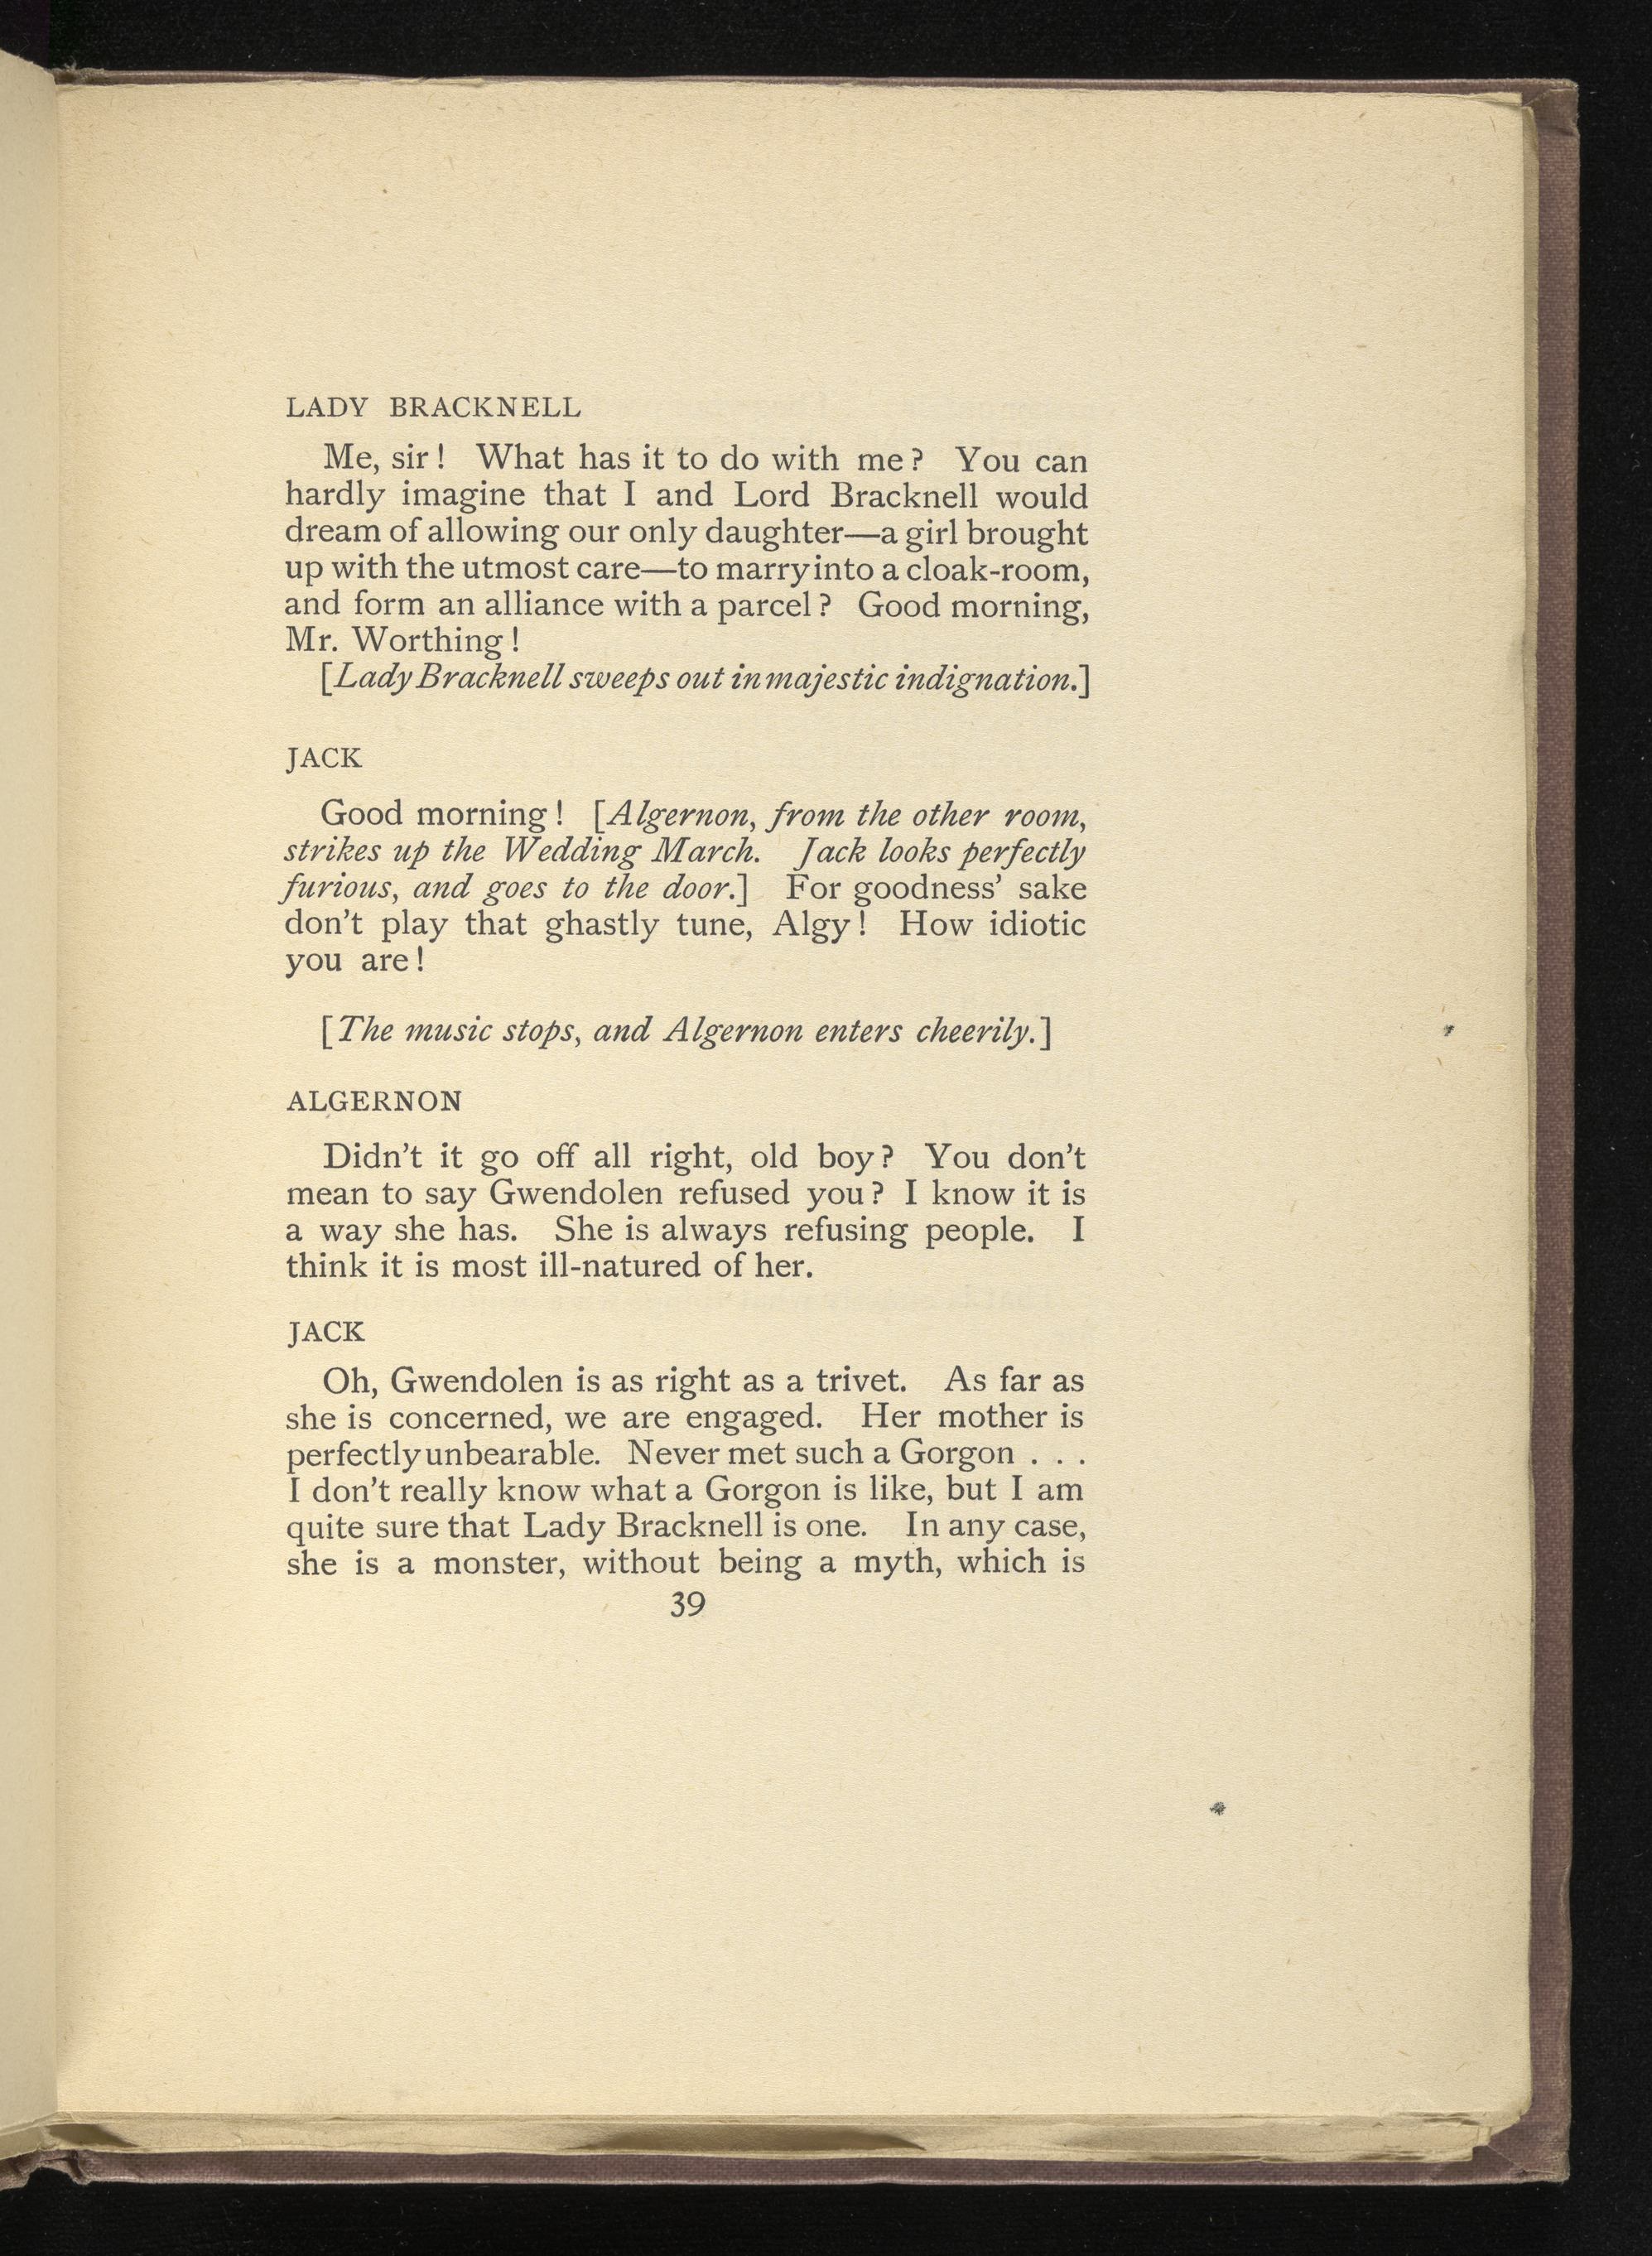 LADY BRACKNELL
Me, sir! What has it to do with me? You can
hardly imagine that I and Lord Bracknell would
dream of allowing our only daughter—a girl brought
up with the utmost care—to marry into a cloak-room,
and form an alliance with a parcel? Good morning,
Mr. Worthing!
[Lady Bracknell sweeps out in majestic indignation.]
JACK
Good morning! [Algernon, from the other room,
strikes up the Wedding March. Jack looks perfectly
furious, and goes to the door.] For goodness’ sake
don’t play that ghastly tune, Algy! How idiotic
you are!
[The music stops, and Algernon enters cheerily.]
ALGERNON
Didn’t it go off all right, old boy? You don’t
mean to say Gwendolen refused you? I know it is
a way she has. She is always refusing people. I
think it is most ill-natured of her.
JACK
Oh, Gwendolen is as right as a trivet. As far as
she is concerned, we are engaged. Her mother is
perfectly unbearable. Never met such a Gorgon . . .
I don’t really know what a Gorgon is like, but I am
quite sure that Lady Bracknell is one. In any case,
she is a monster, without being a myth, which is
39